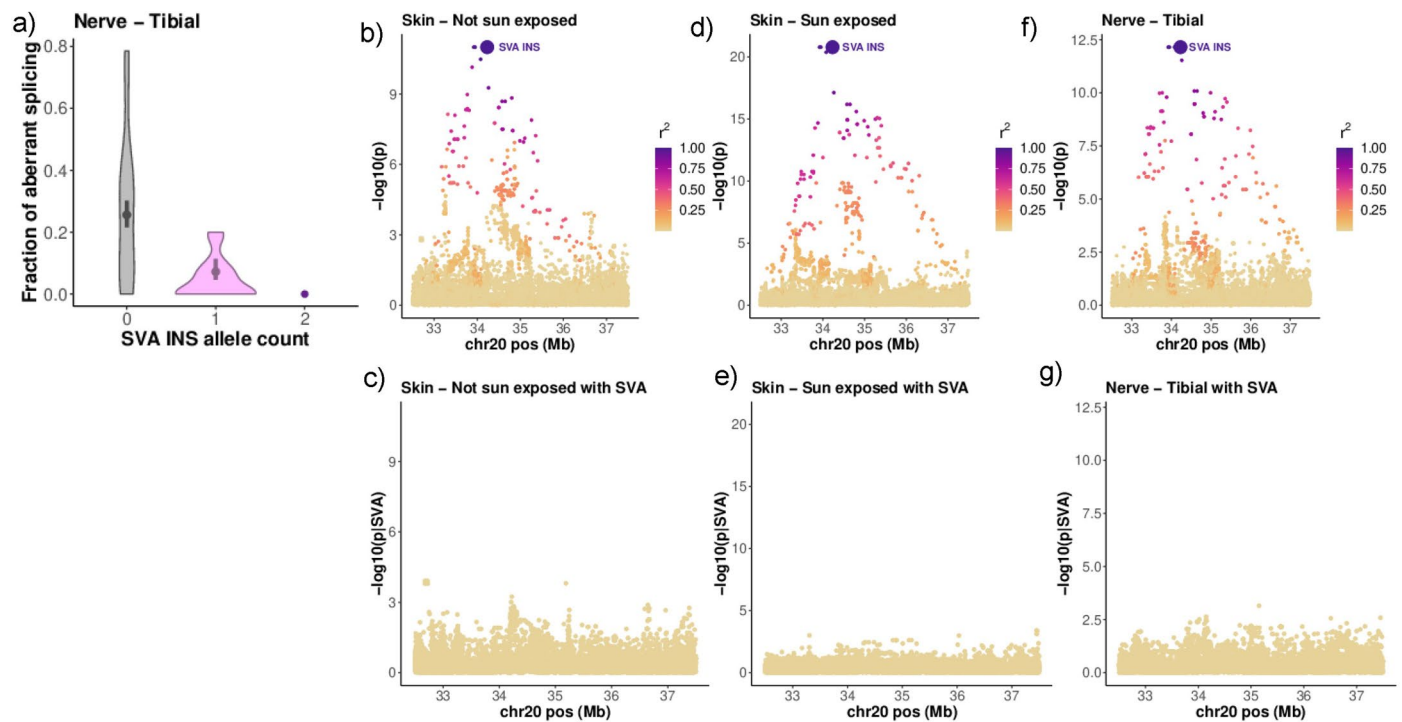 a)
Nerve – Tibial
Fraction of aberrant splicing
0.8
0.6
0.4
0.2
0.0
0 1 2
SVA INS allele count
b)
Skin – Not sun exposed
SVA INS
−log10(p)
9
6
3
0
33 34 35 36 37
chr20 pos (Mb)
r2
1.00
0.75
0.50
0.25
d)
Skin – Sun exposed
SVA INS
−log10(p)
20
15
10
5
0
33 34 35 36 37
chr20 pos (Mb)
r2
1.00
0.75
0.50
0.25
f)
Nerve – Tibial
SVA INS
12.5
10.0
7.5
5.0
2.5
0.0
33 34 35 36 37
chr20 pos (Mb)
r2
1.00
0.75
0.50
0.25
c)
Skin – Not sun exposed with SVA
−log10(p|SVA)
9
6
3
0
33 34 35 36 37
chr20 pos (Mb)
e)
Skin – Sun exposed with SVA
−log10(p|SVA)
20
15
10
5
0
33 34 35 36 37
chr20 pos (Mb)
g)
Nerve – Tibial with SVA
−log10(p|SVA)
12.5
10.0
7.5
5.0
2.5
0.0
33 34 35 36 37
chr20 pos (Mb)